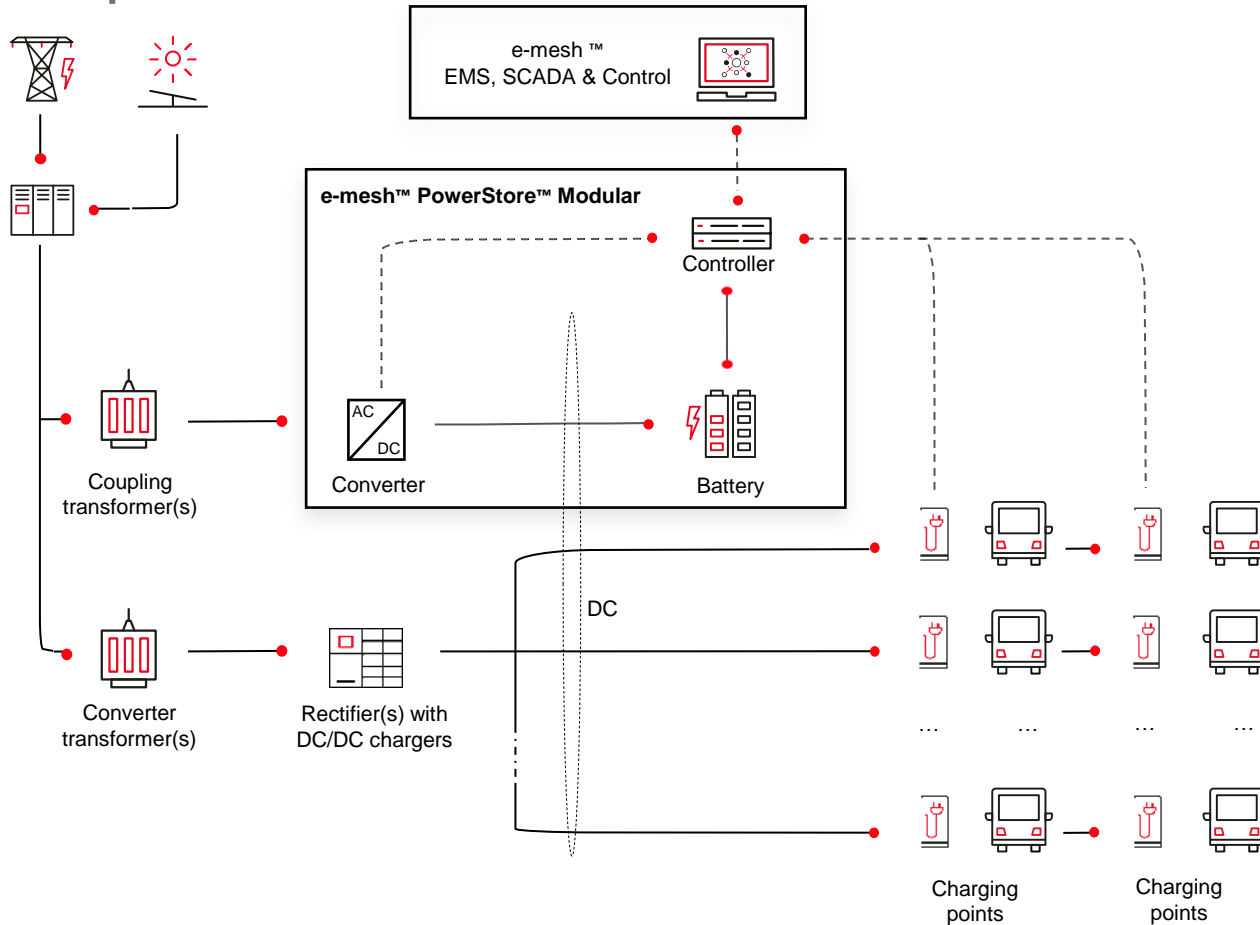 e-mesh ™
EMS, SCADA & Control
e-mesh™ PowerStore™ Modular
Controller
AC
DC
Converter
Battery
Coupling
transformer(s)
DC
Converter
transformer(s)
Rectifier(s) with
DC/DC chargers
... ... ... ...
Charging
points
Charging
points